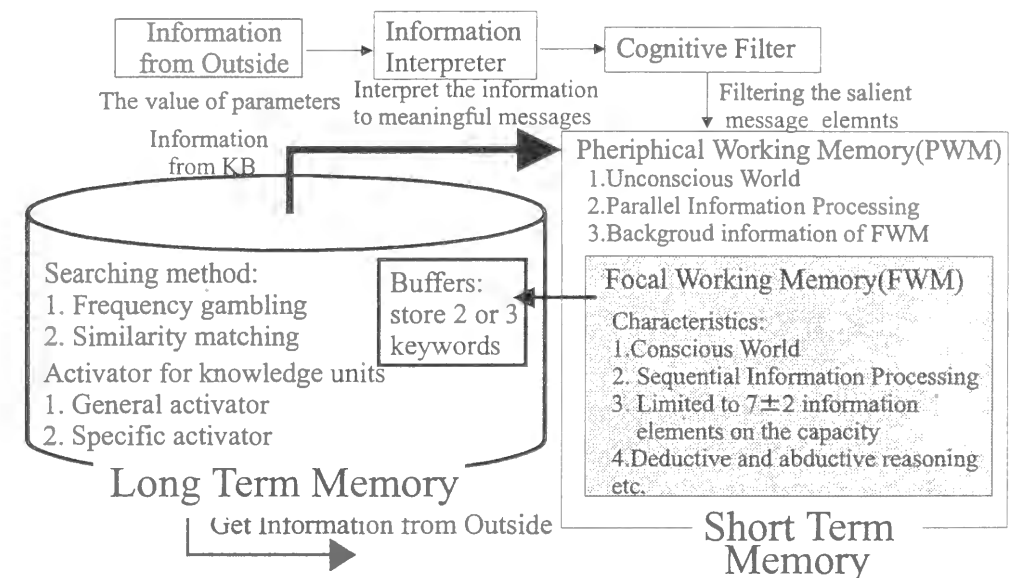 Information
from Outside
Information
Interpreter
Cognitive Filter
The value of parameters
Interpret the information
to meaningful messages
Filtering the salient
message elemnts
Information
from KB
Pheriphical Working Memory(PWM)
1.Unconscious World
2.Parallel Information Processing
3.Backgroud information of FWM
Searching method:
1. Frequency gambling
2. Similarity matching
Activator for knowledge units
1. General activator
2. Specific activator
Buffers:
store 2 or 3
keywords
Focal Working Memory(FWM)
Characteristics:
1.Conscious World
2. Sequential Information Processing
3. Limited to 7±2 information
elements on the capacity
4.Deductive and abductive reasoning
etc.
Long Term Memory
Get Information from Outside
Short Term
Memory